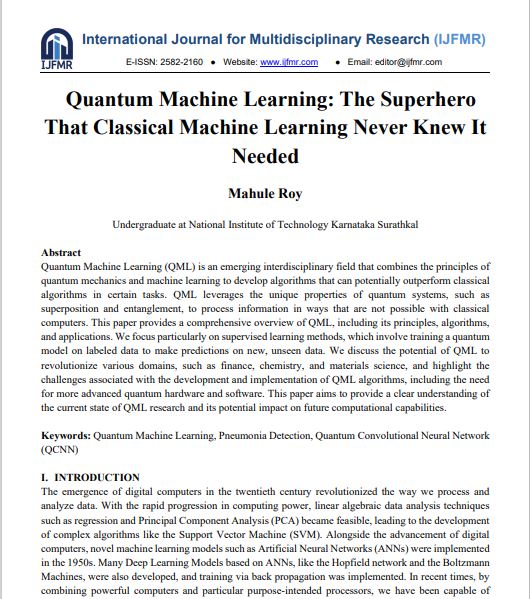 International Journal for Multidisciplinary Research (IJFMR)
IJFMR
E-ISSN: 2582-2160 ● Website: www.ijfmr.com ● Email: editor@ijfmr.com
Quantum Machine Learning: The Superhero
That Classical Machine Learning Never Knew It
Needed
Mahule Roy
Undergraduate at National Institute of Technology Karnataka Surathkal
Abstract
Quantum Machine Learning (QML) is an emerging interdisciplinary field that combines the principles of
quantum mechanics and machine learning to develop algorithms that can potentially outperform classical
algorithms in certain tasks. QML leverages the unique properties of quantum systems, such as
superposition and entanglement, to process information in ways that are not possible with classical
computers. This paper provides a comprehensive overview of QML, including its principles, algorithms,
and applications. We focus particularly on supervised learning methods, which involve training a quantum
model on labeled data to make predictions on new, unseen data. We discuss the potential of QML to
revolutionize various domains, such as finance, chemistry, and materials science, and highlight the
challenges associated with the development and implementation of QML algorithms, including the need
for more advanced quantum hardware and software. This paper aims to provide a clear understanding of
the current state of QML research and its potential impact on future computational capabilities.
Keywords: Quantum Machine Learning, Pneumonia Detection, Quantum Convolutional Neural Network
(QCNN)
I. INTRODUCTION
The emergence of digital computers in the twentieth century revolutionized the way we process and
analyze data. With the rapid progression in computing power, linear algebraic data analysis techniques
such as regression and Principal Component Analysis (PCA) became feasible, leading to the development
of complex algorithms like the Support Vector Machine (SVM). Alongside the advancement of digital
computers, novel machine learning models such as Artificial Neural Networks (ANNs) were implemented
in the 1950s. Many Deep Learning Models based on ANNs, like the Hopfield network and the Boltzmann
Machines, were also developed, and training via back propagation was implemented. In recent times, by
combining powerful computers and particular purpose-intended processors, we have been capable of